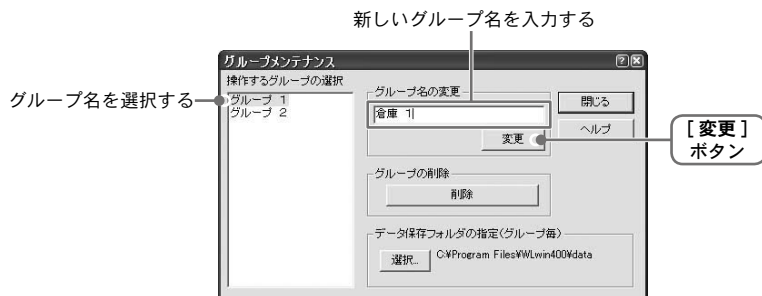 新しいグループ名を入力する
グループメンテナンス
操作するグループの選択
グループ名を選択する
グループ 1
グループ 2
グループ名の変更
倉庫 1
変更
開じる
ヘルプ
[ 変更 ]
ボタン
グループの削除
削除
データ保存フォルダの指定(グループ毎)
選択...
C:¥Program Files¥WLwin400¥data